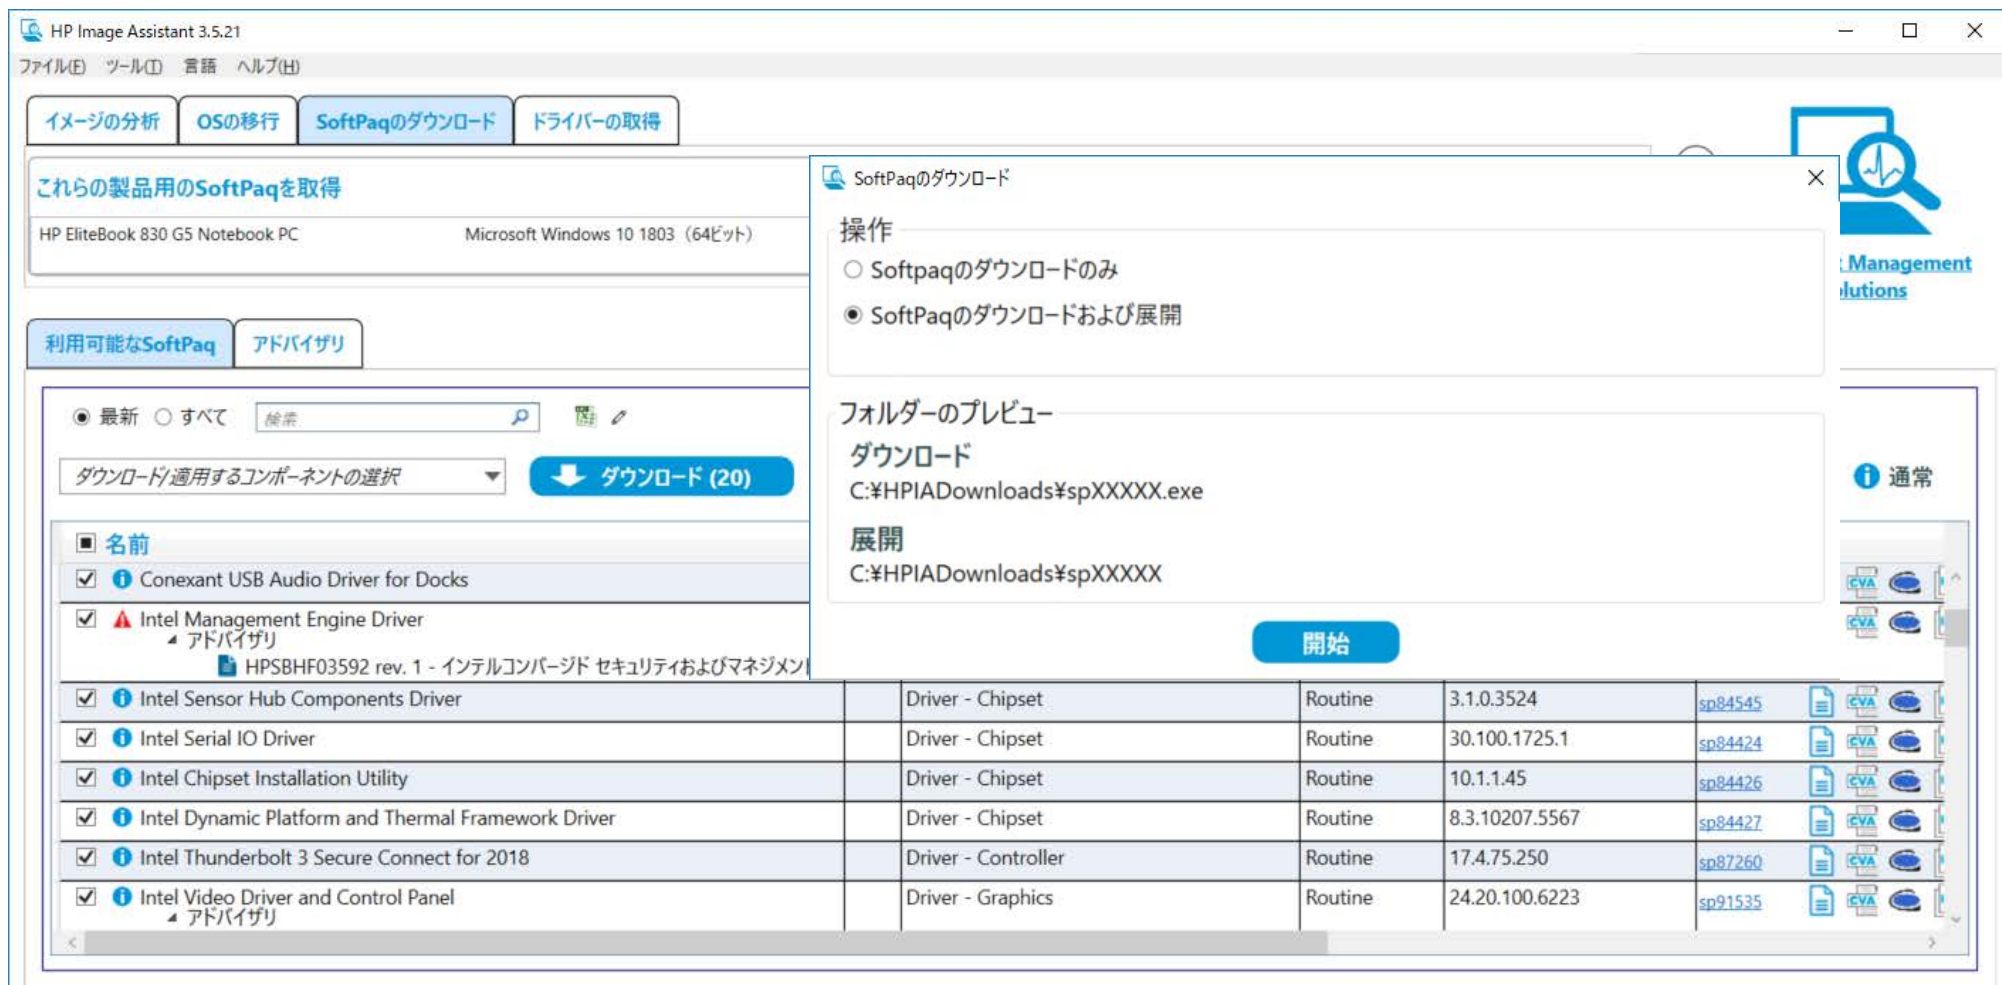 HP Image Assistant 3.5.21
ファイル(F) ツール(T) 言語 ヘルプ(H)
イメージの分析 OSの移行 SoftPaqのダウンロード ドライバーの取得
これらの製品用のSoftPaqを取得
HP EliteBook 830 G5 Notebook PC Microsoft Windows 10 1803（64ビット）
Management
lutions
利用可能なSoftPaq アドバイザリ
最新 すべて 検索
ダウンロード/適用するコンポーネントの選択 ダウンロード (20) 通常
名前
Conexant USB Audio Driver for Docks CVA
Intel Management Engine Driver CVA
アドバイザリ
HPSBHF03592 rev. 1 - インテルコンバージド セキュリティおよびマネジメント
Intel Sensor Hub Components Driver Driver - Chipset Routine 3.1.0.3524 sp84545 CVA
Intel Serial IO Driver Driver - Chipset Routine 30.100.1725.1 sp84424 CVA
Intel Chipset Installation Utility Driver - Chipset Routine 10.1.1.45 sp84426 CVA
Intel Dynamic Platform and Thermal Framework Driver Driver - Chipset Routine 8.3.10207.5567 sp84427 CVA
Intel Thunderbolt 3 Secure Connect for 2018 Driver - Controller Routine 17.4.75.250 sp87260 CVA
Intel Video Driver and Control Panel Driver - Graphics Routine 24.20.100.6223 sp91535 CVA
アドバイザリ
SoftPaqのダウンロード
操作
Softpaqのダウンロードのみ
SoftPaqのダウンロードおよび展開
フォルダーのプレビュー
ダウンロード
C:¥HPIADownloads¥spXXXXX.exe
展開
C:¥HPIADownloads¥spXXXXX
開始